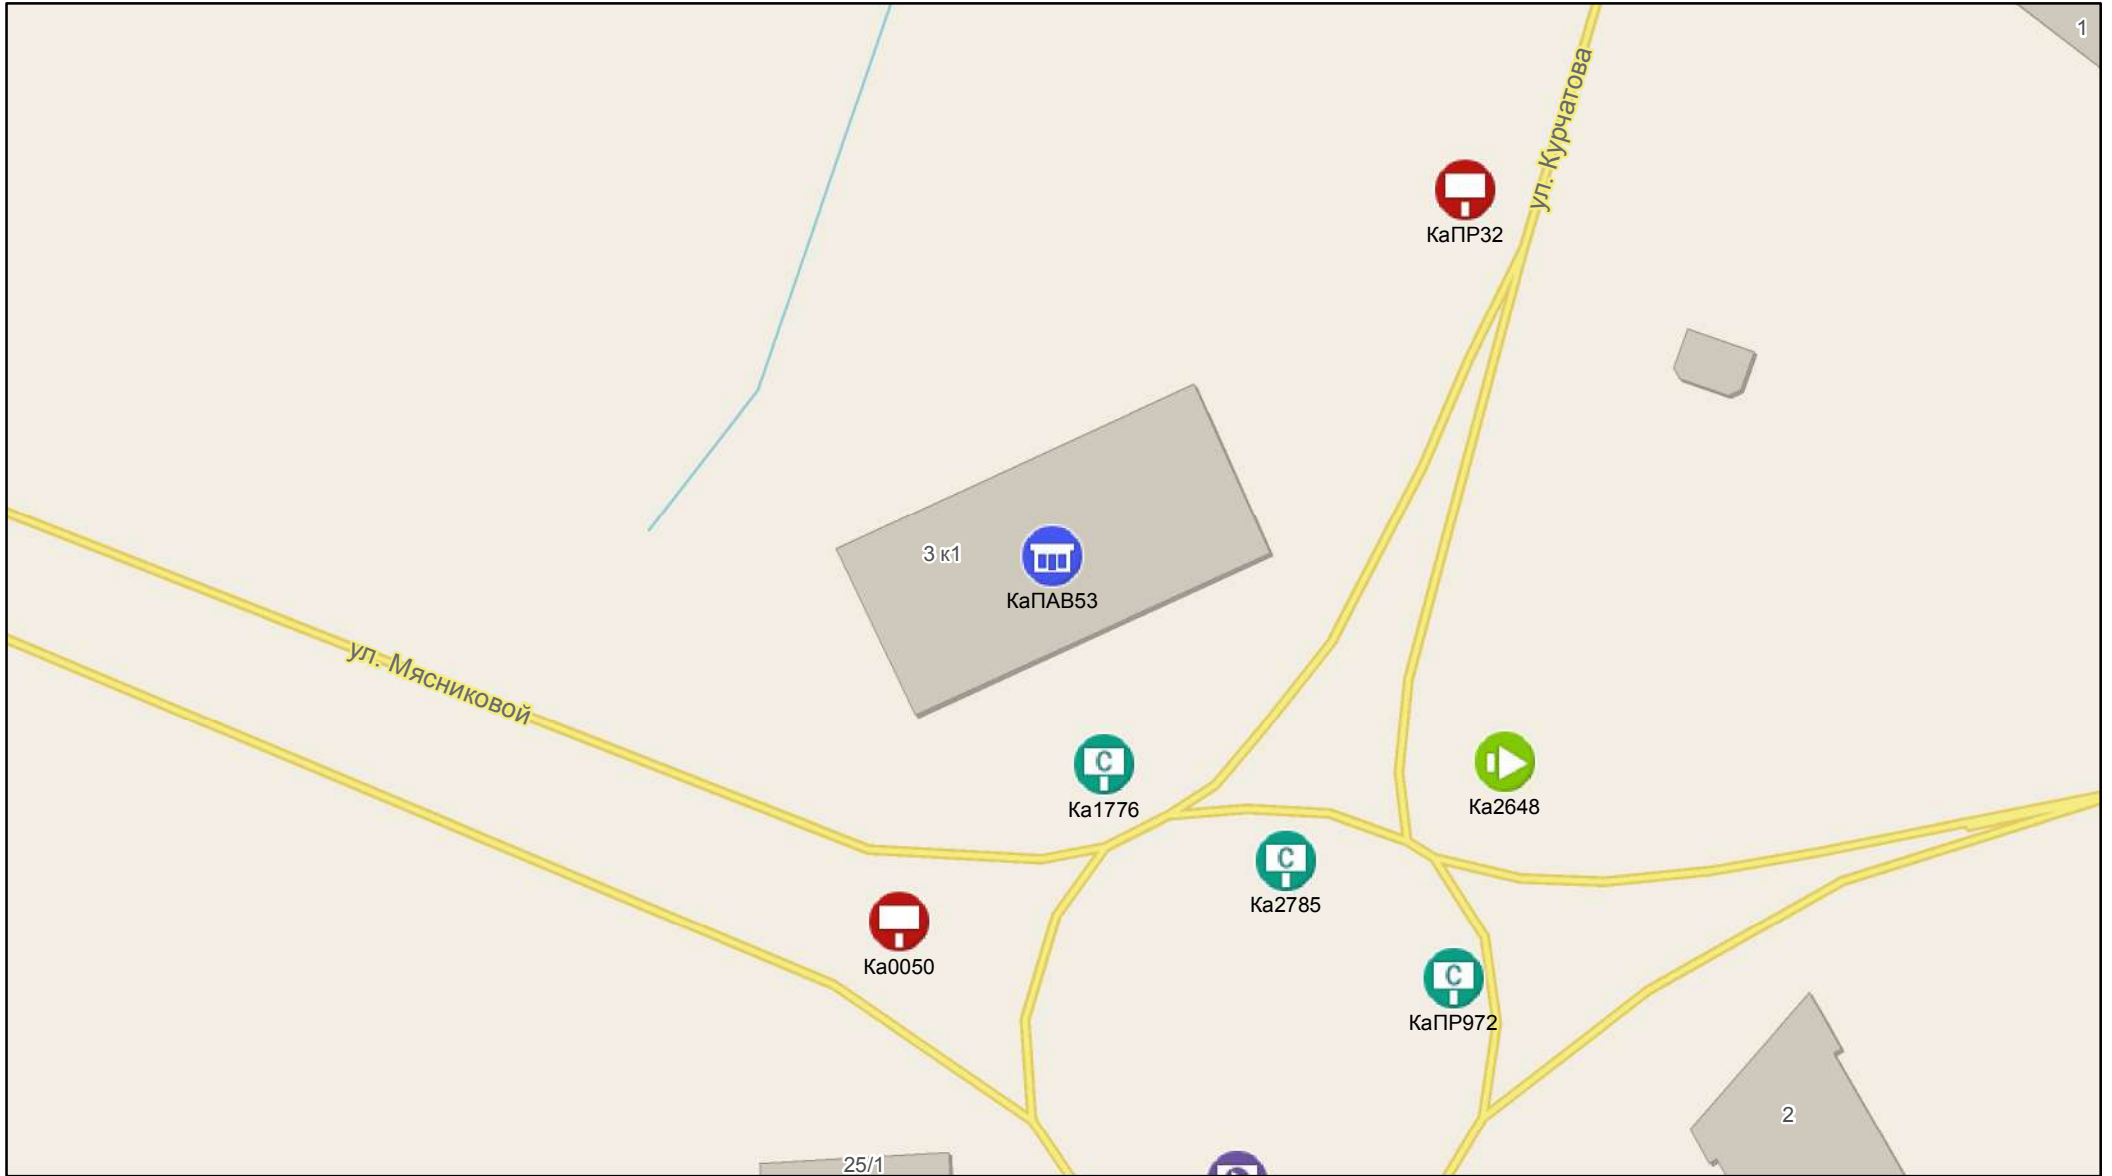 1
ул. Курчатова
КаПР32
3 к1
КаПАВ53
ул. Мясниковой
С
Ка1776
Ка2648
С
Ка2785
Ка0050
С
КаПР972
2
25/1